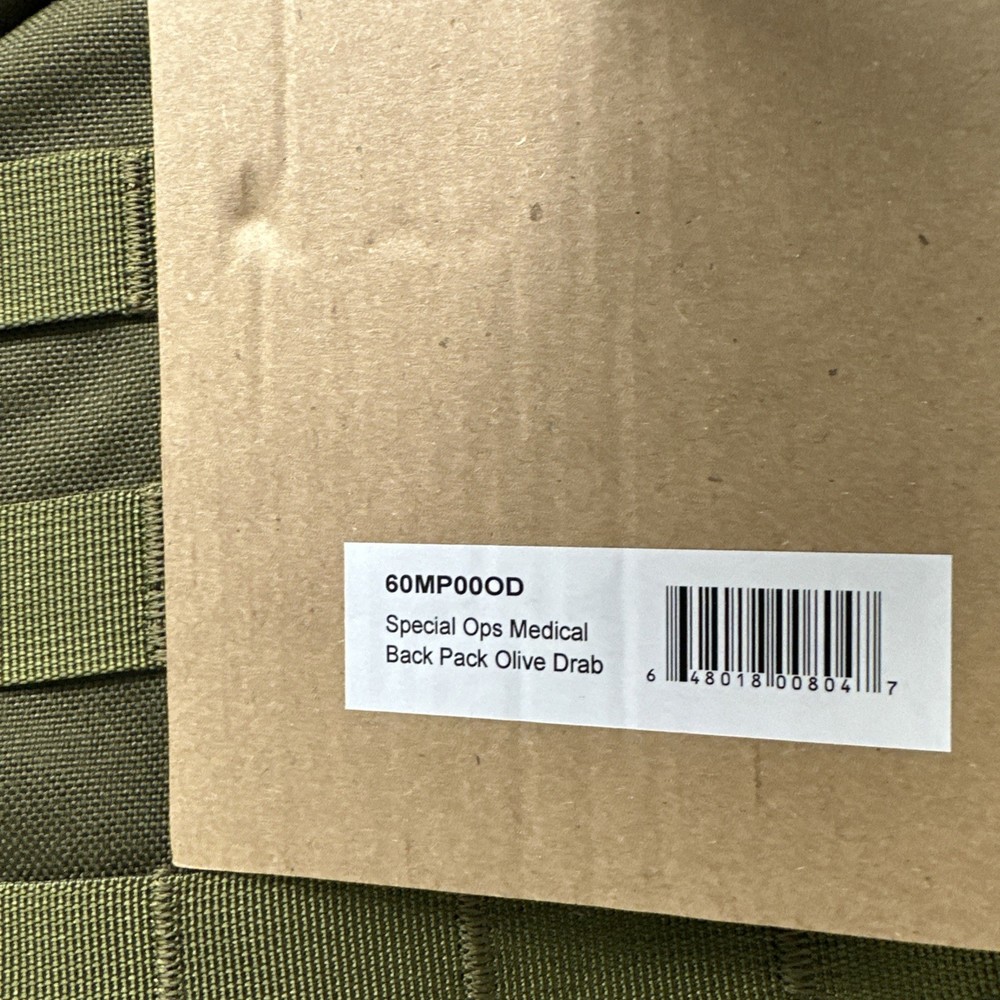 60MP00OD
Special Ops Medical
Back Pack Olive Drab
6 48018 00804 7